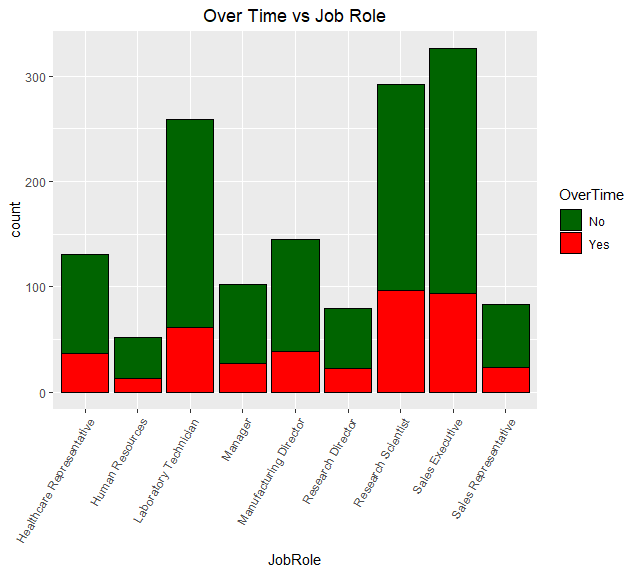 Over Time vs Job Role
count
300
200
100
0
Healthcare Representative
Human Resources
Laboratory Technician
Manager
Manufacturing Director
Research Director
Research Scientist
Sales Executive
Sales Representative
JobRole
OverTime
No
Yes